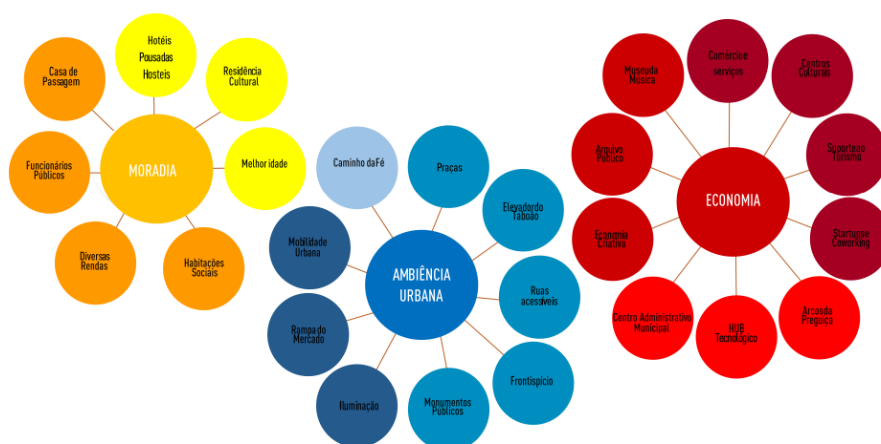 Hotéis
Pousadas
Hosteis
Casa de
Passagem
Residência
Cultural
Funcionários
Públicos
MORADIA
Melhor idade
Diversas
Rendas
Habitações
Sociais
Caminho da Fé
Praças
Elevador do
Taboão
Mobilidade
Urbana
AMBIÊNCIA
URBANA
Ruas
acessíveis
Rampa do
Mercado
Frontispício
Iluminação
Monumentos
Públicos
Museu da
Música
Comércio e
serviços
Centros
Culturais
Arquivo
Público
Suporte ao
Turismo
ECONOMIA
Economia
Criativa
Startups e
Coworking
Centro Administrativo
Municipal
HUB
Tecnológico
Arcos da
Preguiça